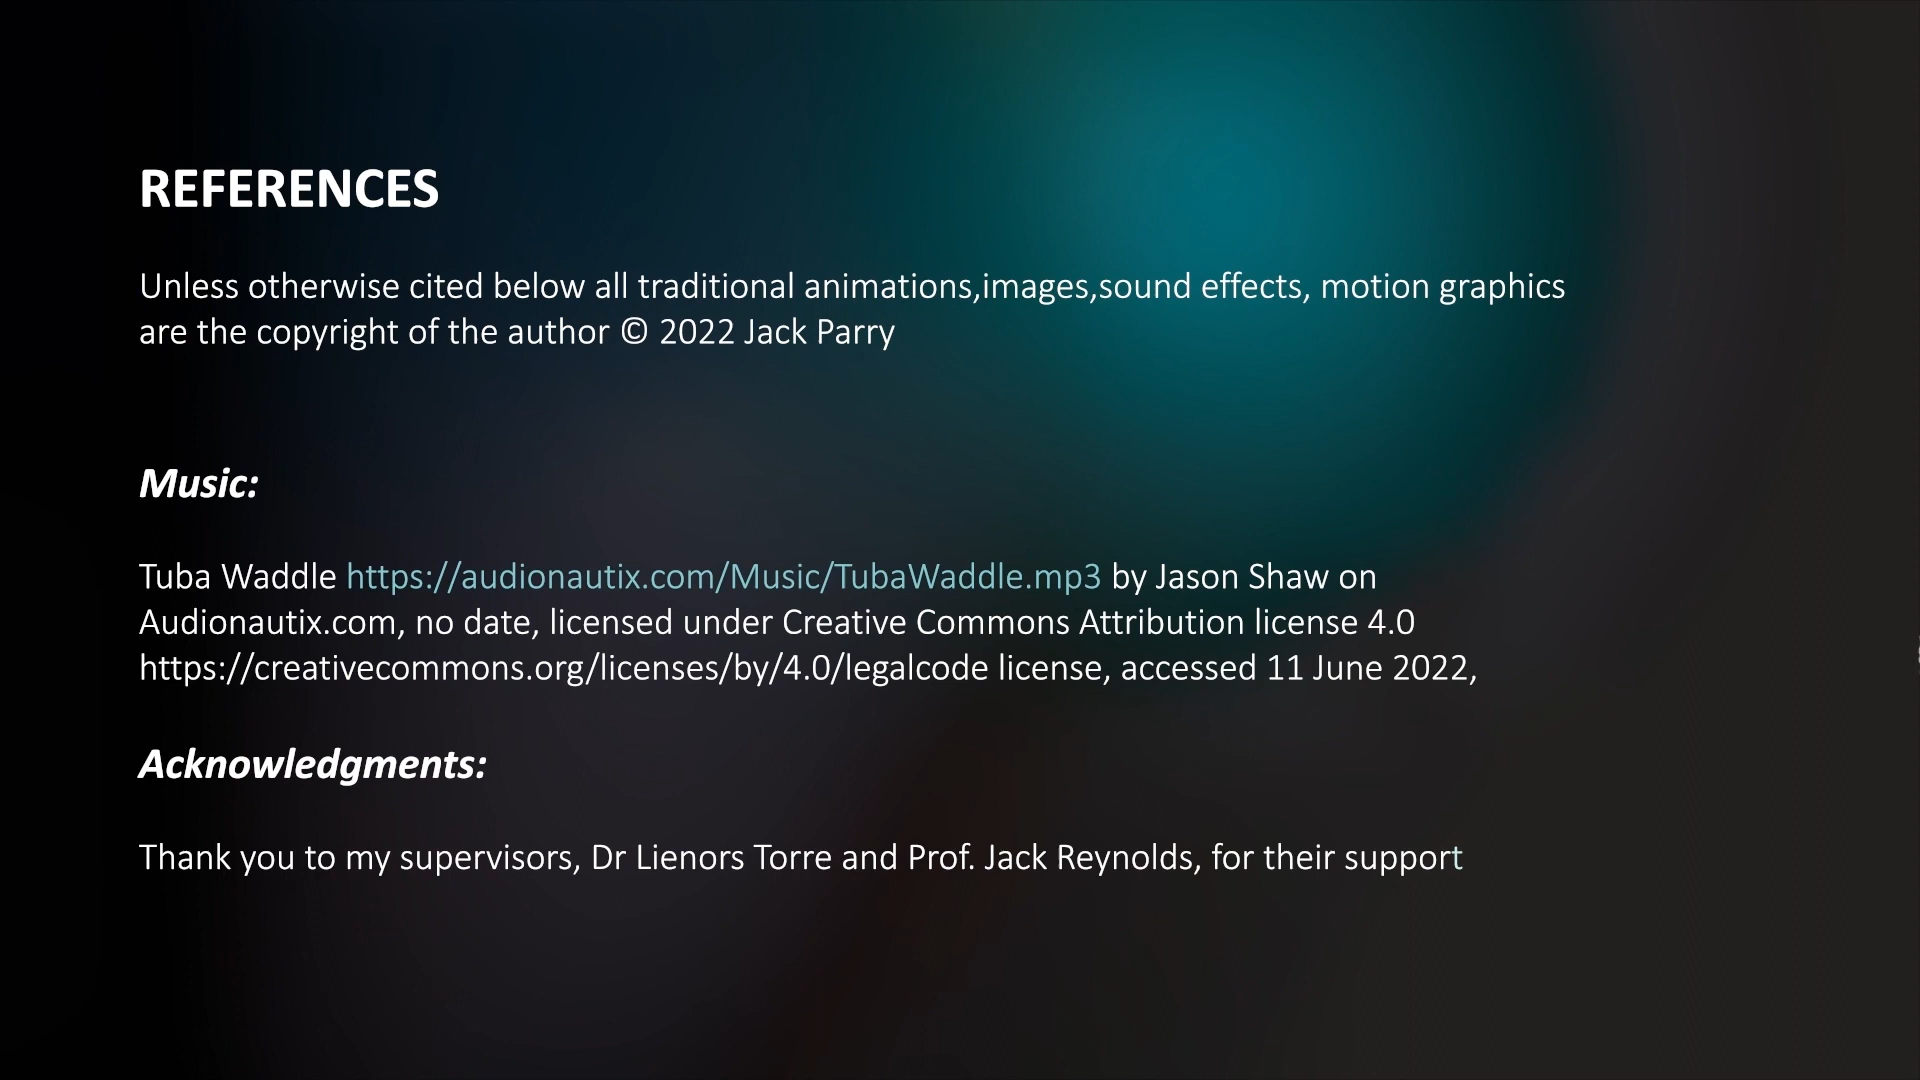 REFERENCES
Unless otherwise cited below all traditional animations,images,sound effects, motion graphics
are the copyright of the author © 2022 Jack Parry
Music:
Tuba Waddle https://audionautix.com/Music/TubaWaddle.mp3 by Jason Shaw on
Audionautix.com, no date, licensed under Creative Commons Attribution license 4.0
https://creativecommons.org/licenses/by/4.0/legalcode license, accessed 11 June 2022,
Acknowledgments:
Thank you to my supervisors, Dr Lienors Torre and Prof. Jack Reynolds, for their support